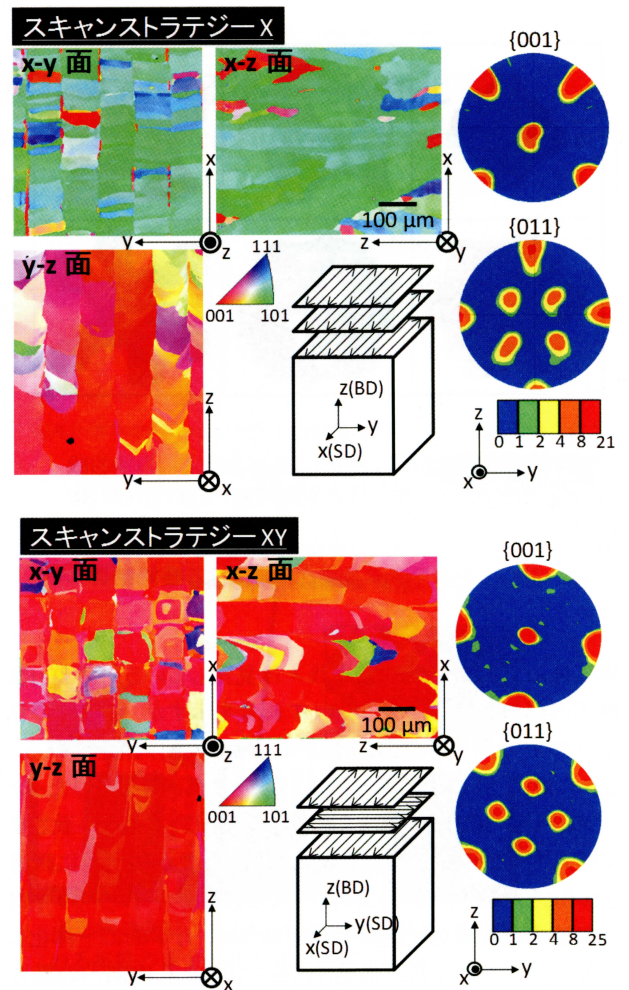 スキャンストラテジーX
x-y 面
x-z 面
{001}
x
x
100 μm
y
z
z
y
{011}
y-z 面
111
001
101
z(BD)
y
x(SD)
z
y
x
0 1 2 4 8 21
z
x
y
スキャンストラテジーXY
x-y 面
x-z 面
{001}
x
x
100 μm
y
z
z
y
{011}
y-z 面
111
001
101
z(BD)
y(SD)
x(SD)
z
y
x
0 1 2 4 8 25
z
x
y